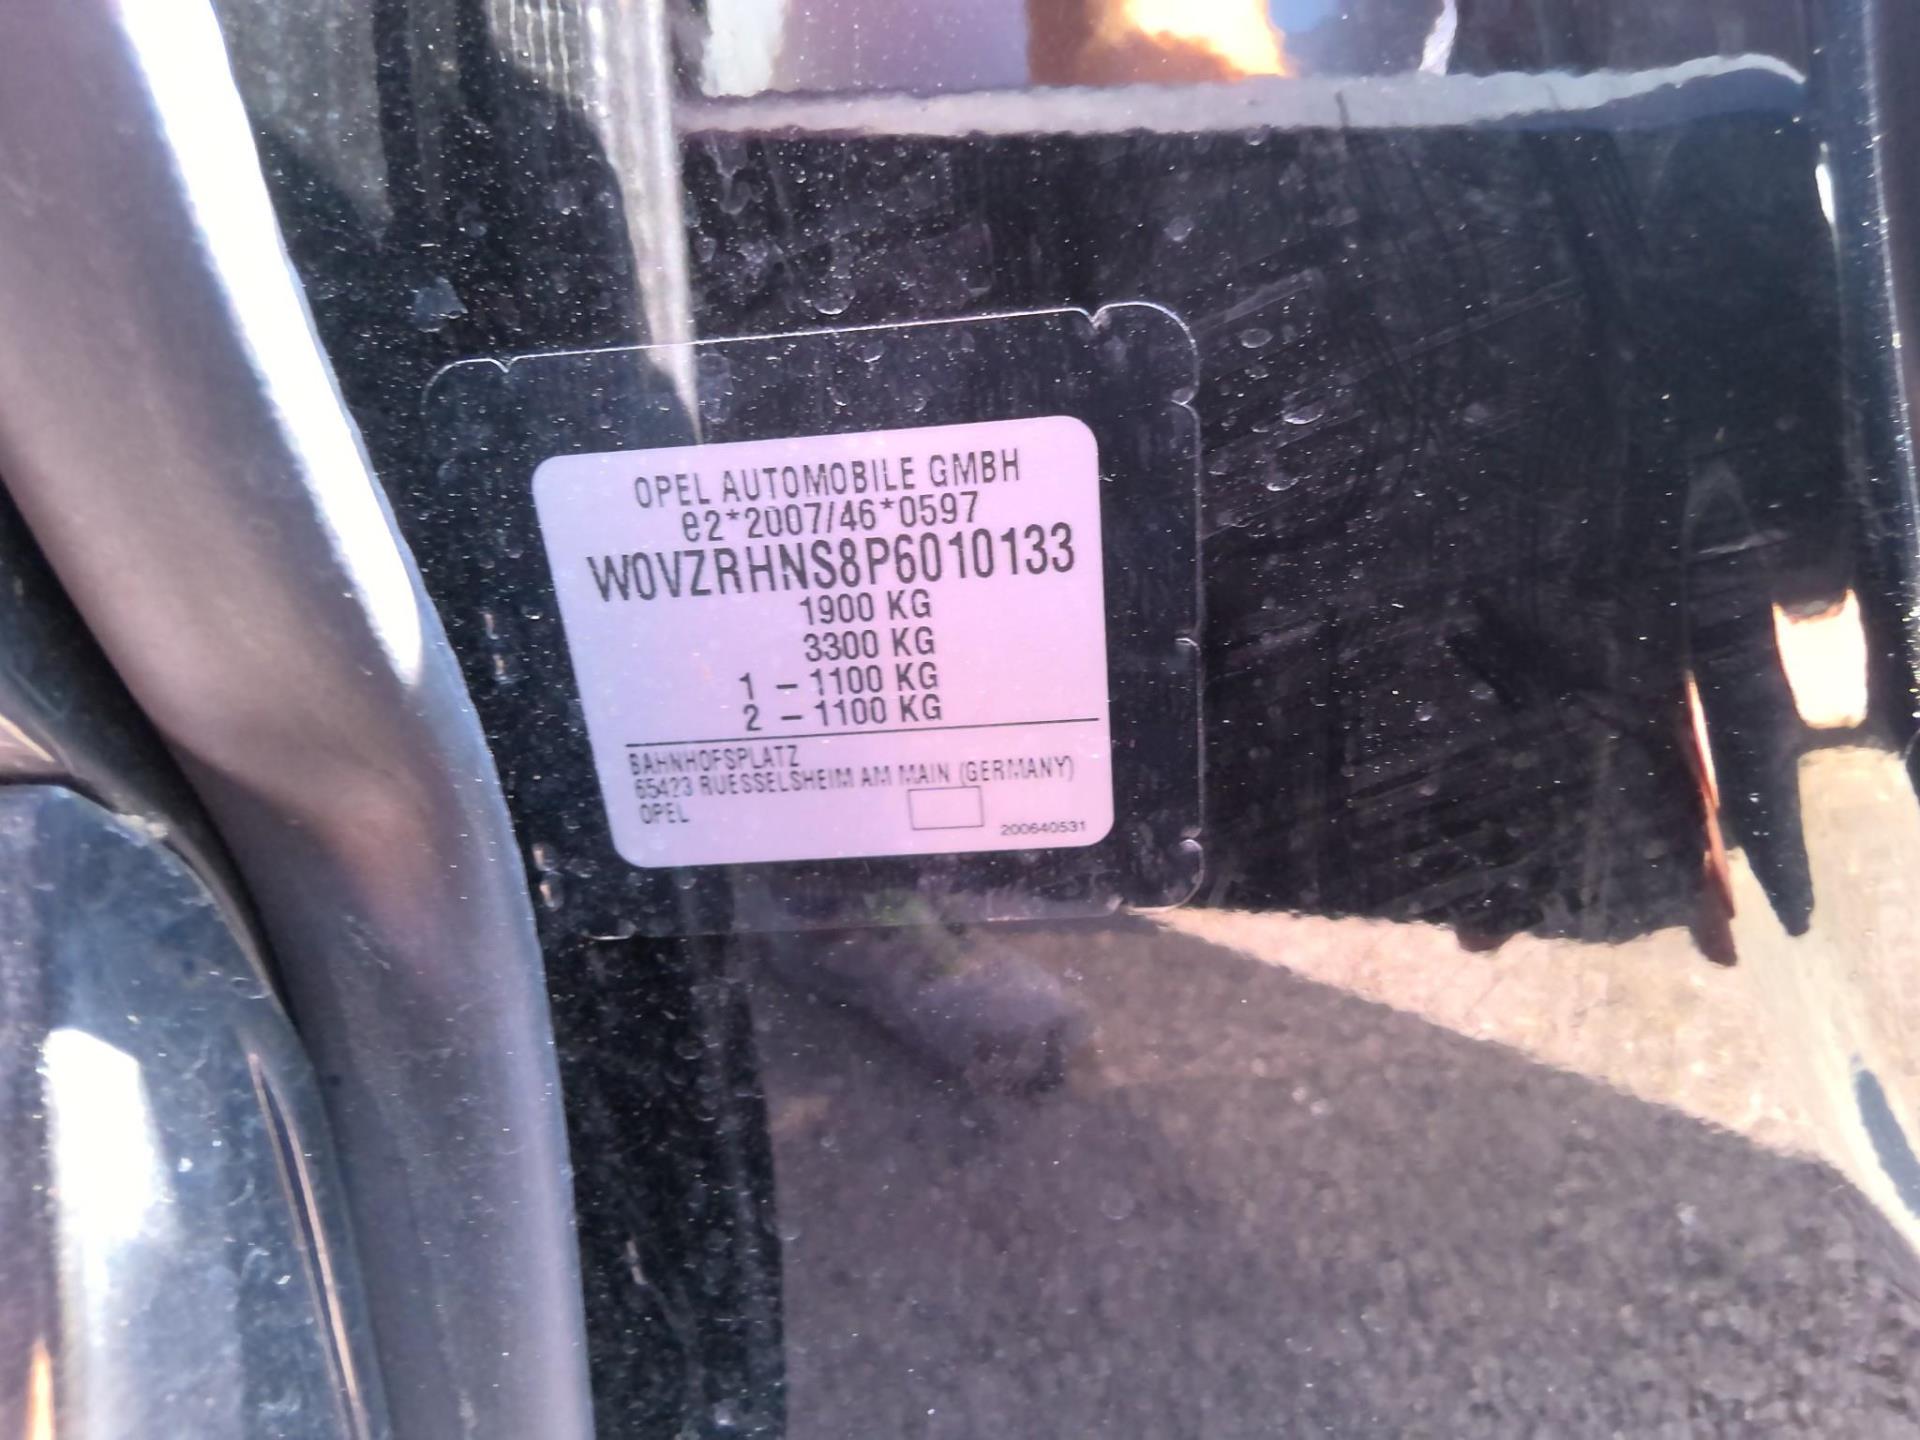 OPEL AUTOMOBILE GMBH
e2*2007/46*0597
W0VZRHNS8P6010133
1900 KG
3300 KG
1 - 1100 KG
2 - 1100 KG
BAHNHOFSPLATZ
65423 RUESSELSHEIM AM MAIN (GERMANY)
OPEL
200640531